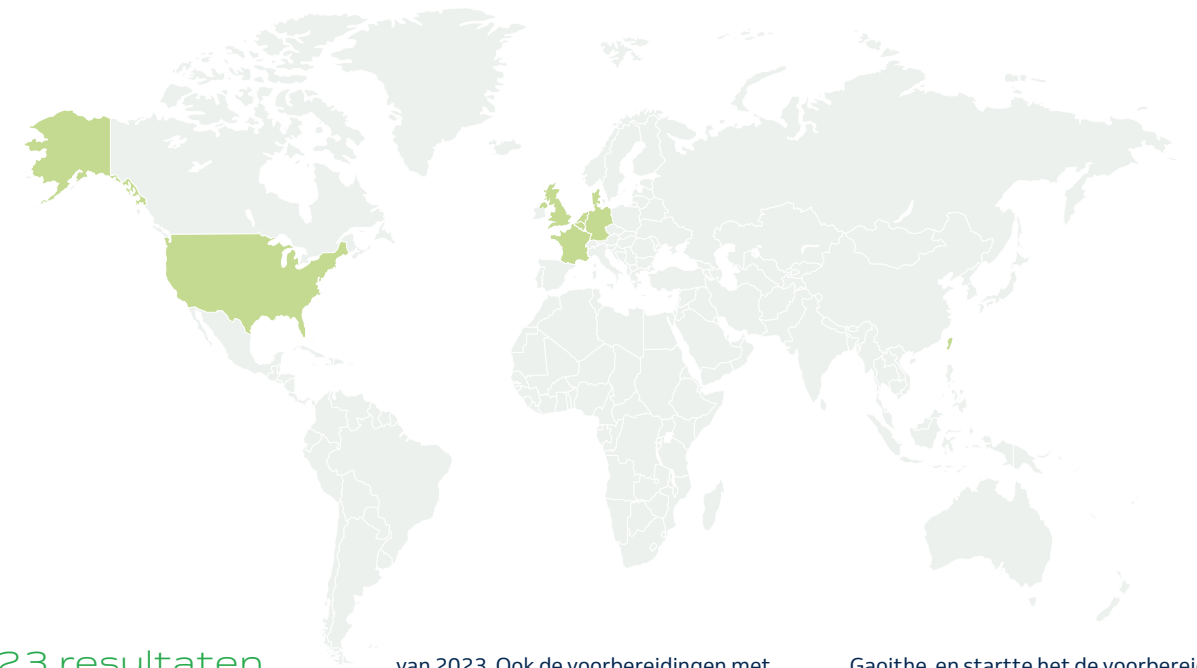 23 resultaten
van 2023. Ook de voorbereidingen met
Gaoithe, en startte het de voorberei